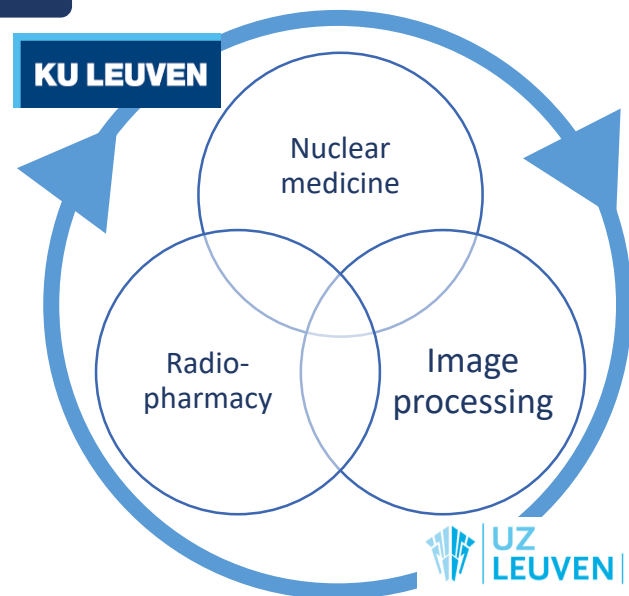 KU LEUVEN
Nuclear
medicine
Radio-
pharmacy
Image
processing
UZ
LEUVEN